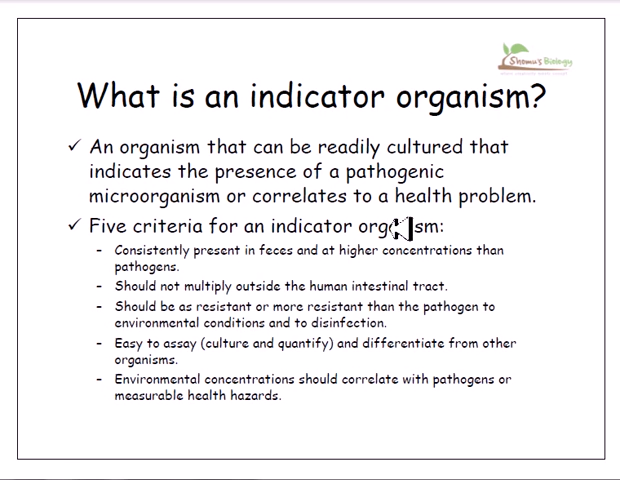 Shomu's Biology
What is an indicator organism?
✓ An organism that can be readily cultured that
indicates the presence of a pathogenic
microorganism or correlates to a health problem.
✓ Five criteria for an indicator organism:
- Consistently present in feces and at higher concentrations than
pathogens.
- Should not multiply outside the human intestinal tract.
- Should be as resistant or more resistant than the pathogen to
environmental conditions and to disinfection.
- Easy to assay (culture and quantify) and differentiate from other
organisms.
- Environmental concentrations should correlate with pathogens or
measurable health hazards.